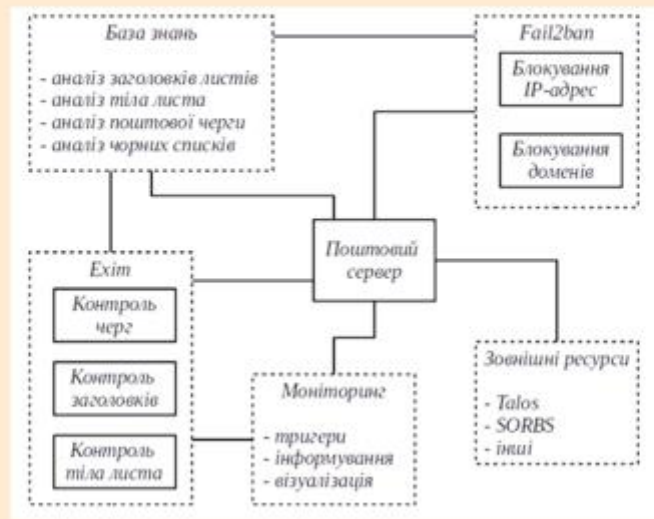 База знань
- аналіз заголовків листів
- аналіз тіла листа
- аналіз поштової черги
- аналіз чорних списків
Fail2ban
Блокування
IP-адрес
Блокування
доменів
Поштовий
сервер
Exim
Контроль
черг
Контроль
заголовків
Контроль
тіла листа
Моніторинг
- тригери
- інформування
- візуалізація
Зовнішні ресурси
- Talos
- SORBS
- інші